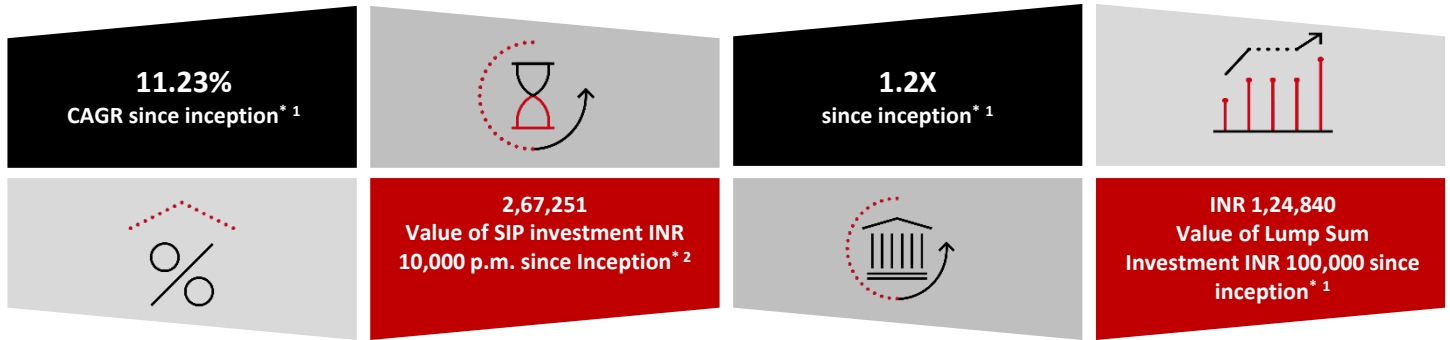 11.23%
CAGR since inception* 1
1.2X
since inception* 1
2,67,251
Value of SIP investment INR
10,000 p.m. since Inception* 2
INR 1,24,840
Value of Lump Sum
Investment INR 100,000 since
inception* 1